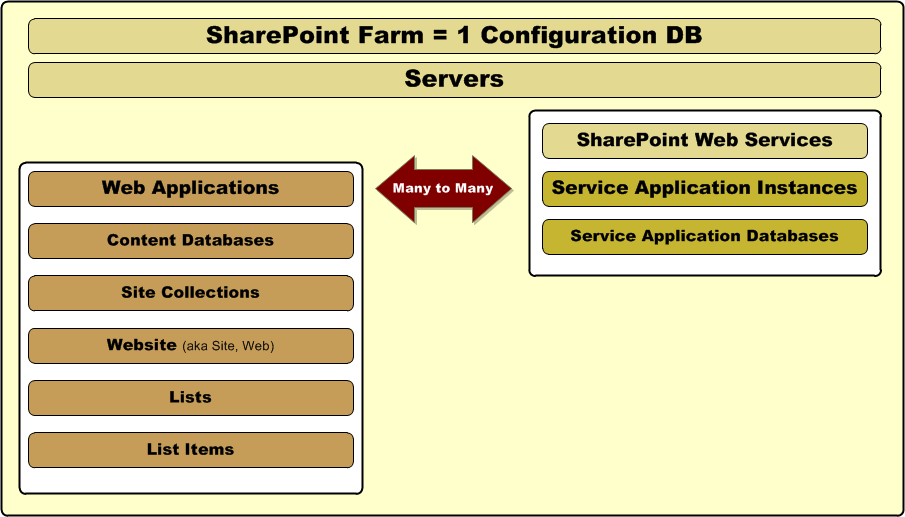 SharePoint Farm = 1 Configuration DB
Servers
SharePoint Web Services
Web Applications
Many to Many
Service Application Instances
Content Databases
Service Application Databases
Site Collections
Website (aka Site, Web)
Lists
List Items